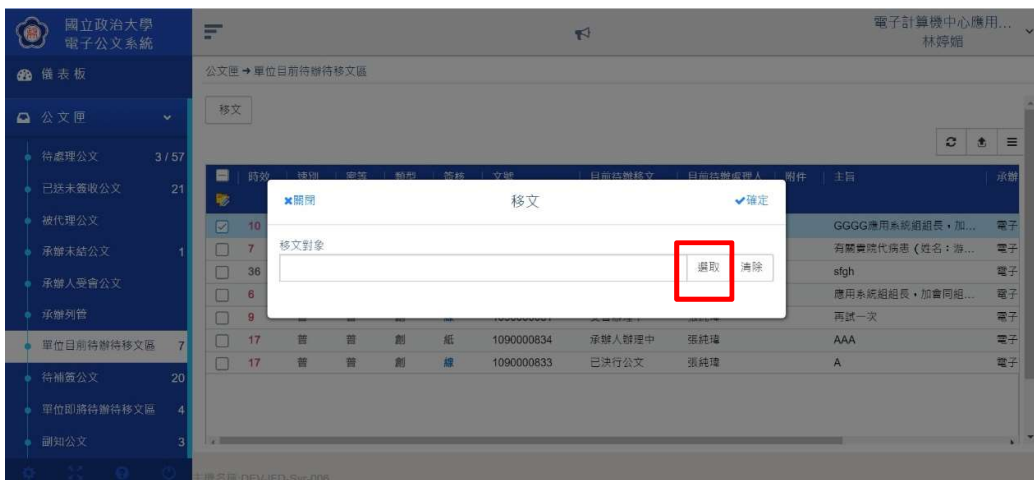 國立政治大學
電子公文系統
電子計算機中心應用...
林婷媚
儀表板
公文匣
待處理公文 3 / 57
已送未簽收公文 21
被代理公文
承辦未結公文 1
承辦人受會公文
承辦列管
單位目前待辦待移文區 7
待補簽公文 20
單位即將待辦待移文區 4
副知公文 3
公文匣 → 單位目前待辦待移文區
移文
時效 速別 密等 類型 簽核 文號 目前待辦移文 目前待辦處理人 附件 主旨 承辦
關閉 移文 確定
移文對象
選取 清除
10 GGGG應用系統組組長，加... 電子
7 有關貴院代病患 (姓名：游... 電子
36 sfgh 電子
6 應用系統組組長，加會同組... 電子
9 再試一次 電子
17 普 普 創 紙 1090000834 承辦人辦理中 張純瑋 AAA 電子
17 普 普 創 線 1090000833 已決行公文 張純瑋 A 電子
主機名稱:DEV-IED-Svr-006